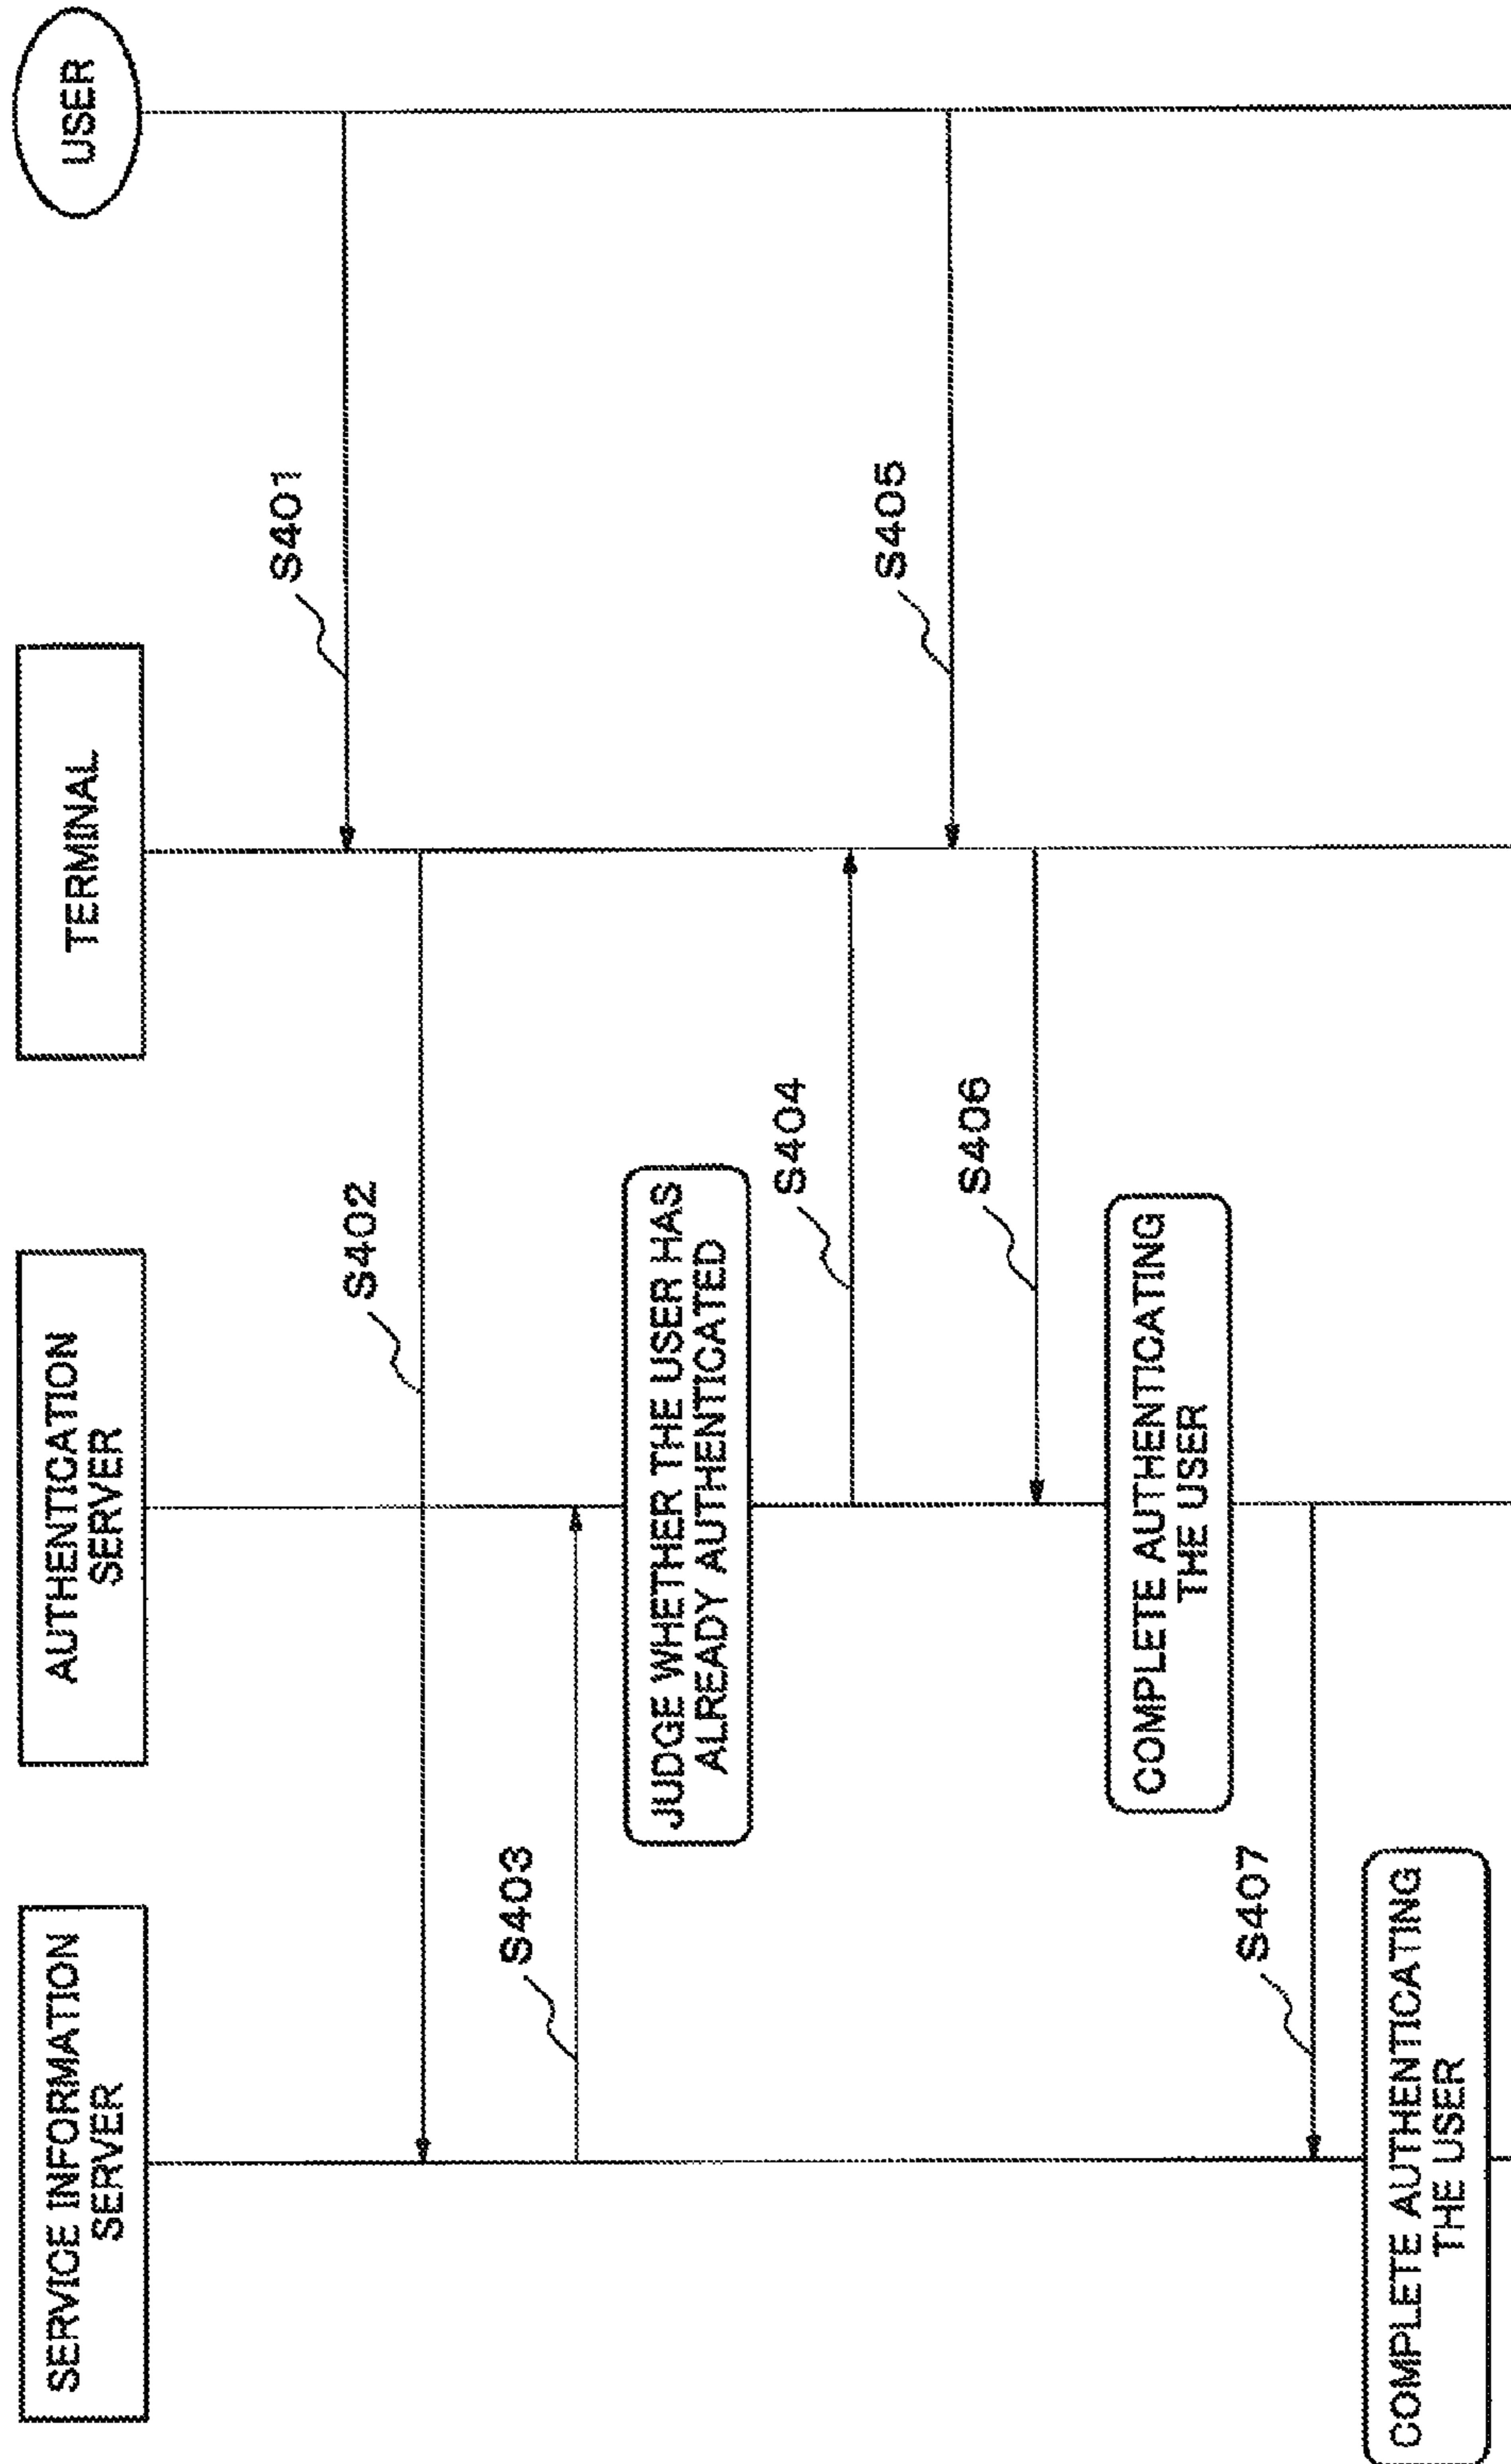 SERVICE INFORMATION
SERVER
AUTHENTICATION
SERVER
TERMINAL
USER
S401
S402
S403
JUDGE WHETHER THE USER HAS
ALREADY AUTHENTICATED
S404
S405
S406
COMPLETE AUTHENTICATING
THE USER
S407
COMPLETE AUTHENTICATING
THE USER